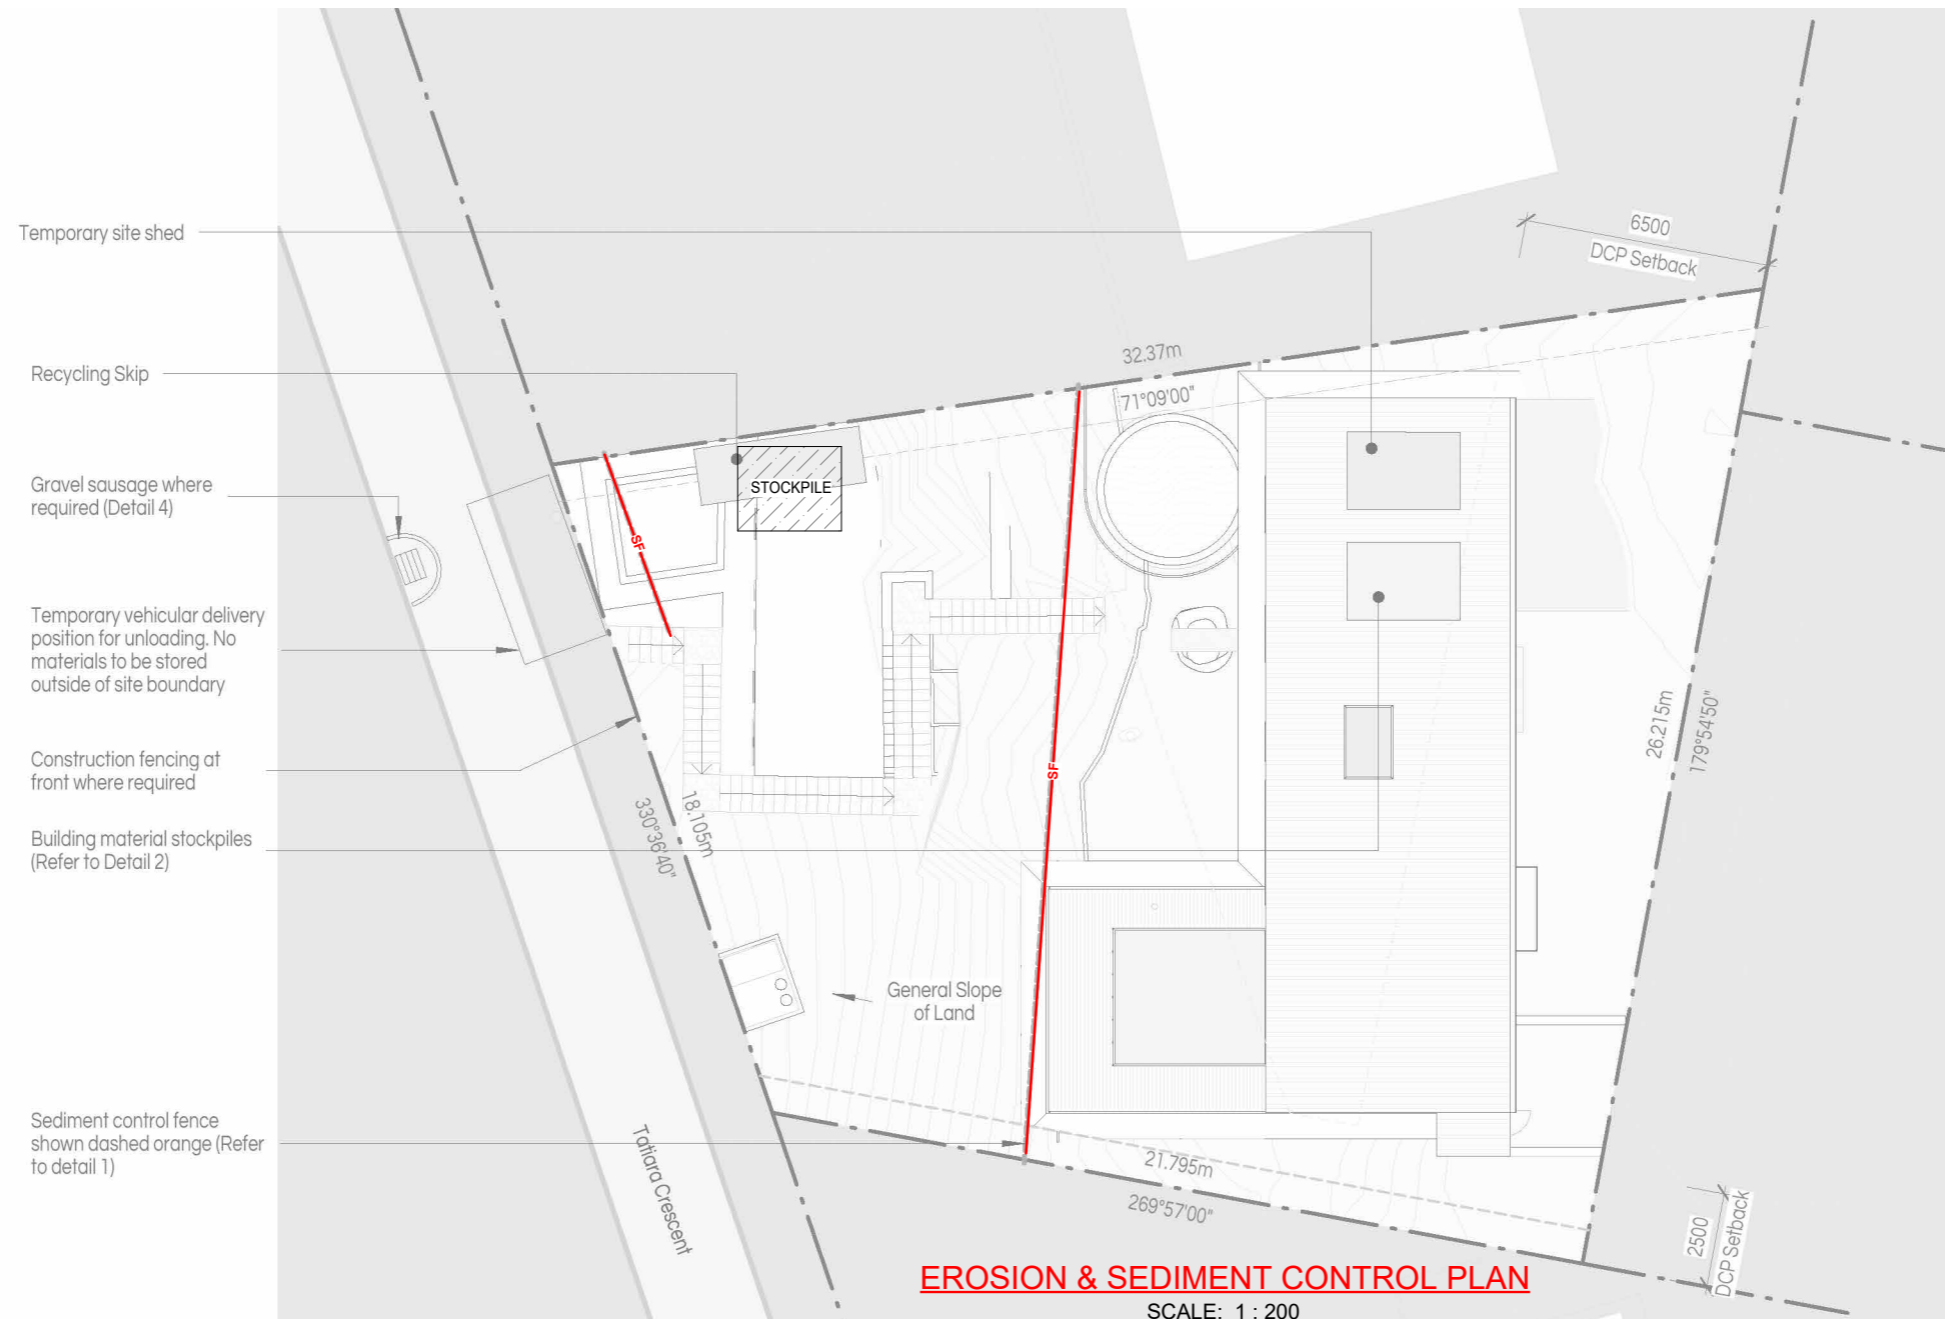 Temporary site shed
Recycling Skip
Gravel sausage where
required (Detail 4)
Temporary vehicular delivery
position for unloading. No
materials to be stored
outside of site boundary
Construction fencing at
front where required
Building material stockpiles
(Refer to Detail 2)
Sediment control fence
shown dashed orange (Refer
to detail 1)
6500
DCP Setback
32.37m
71°09'00"
STOCKPILE
SF
SF
26.215m
179°54'50"
18.105m
330°36'40"
General Slope
of Land
Tatiara Crescent
21.795m
269°57'00"
2500
DCP Setback
EROSION & SEDIMENT CONTROL PLAN
SCALE: 1 : 200